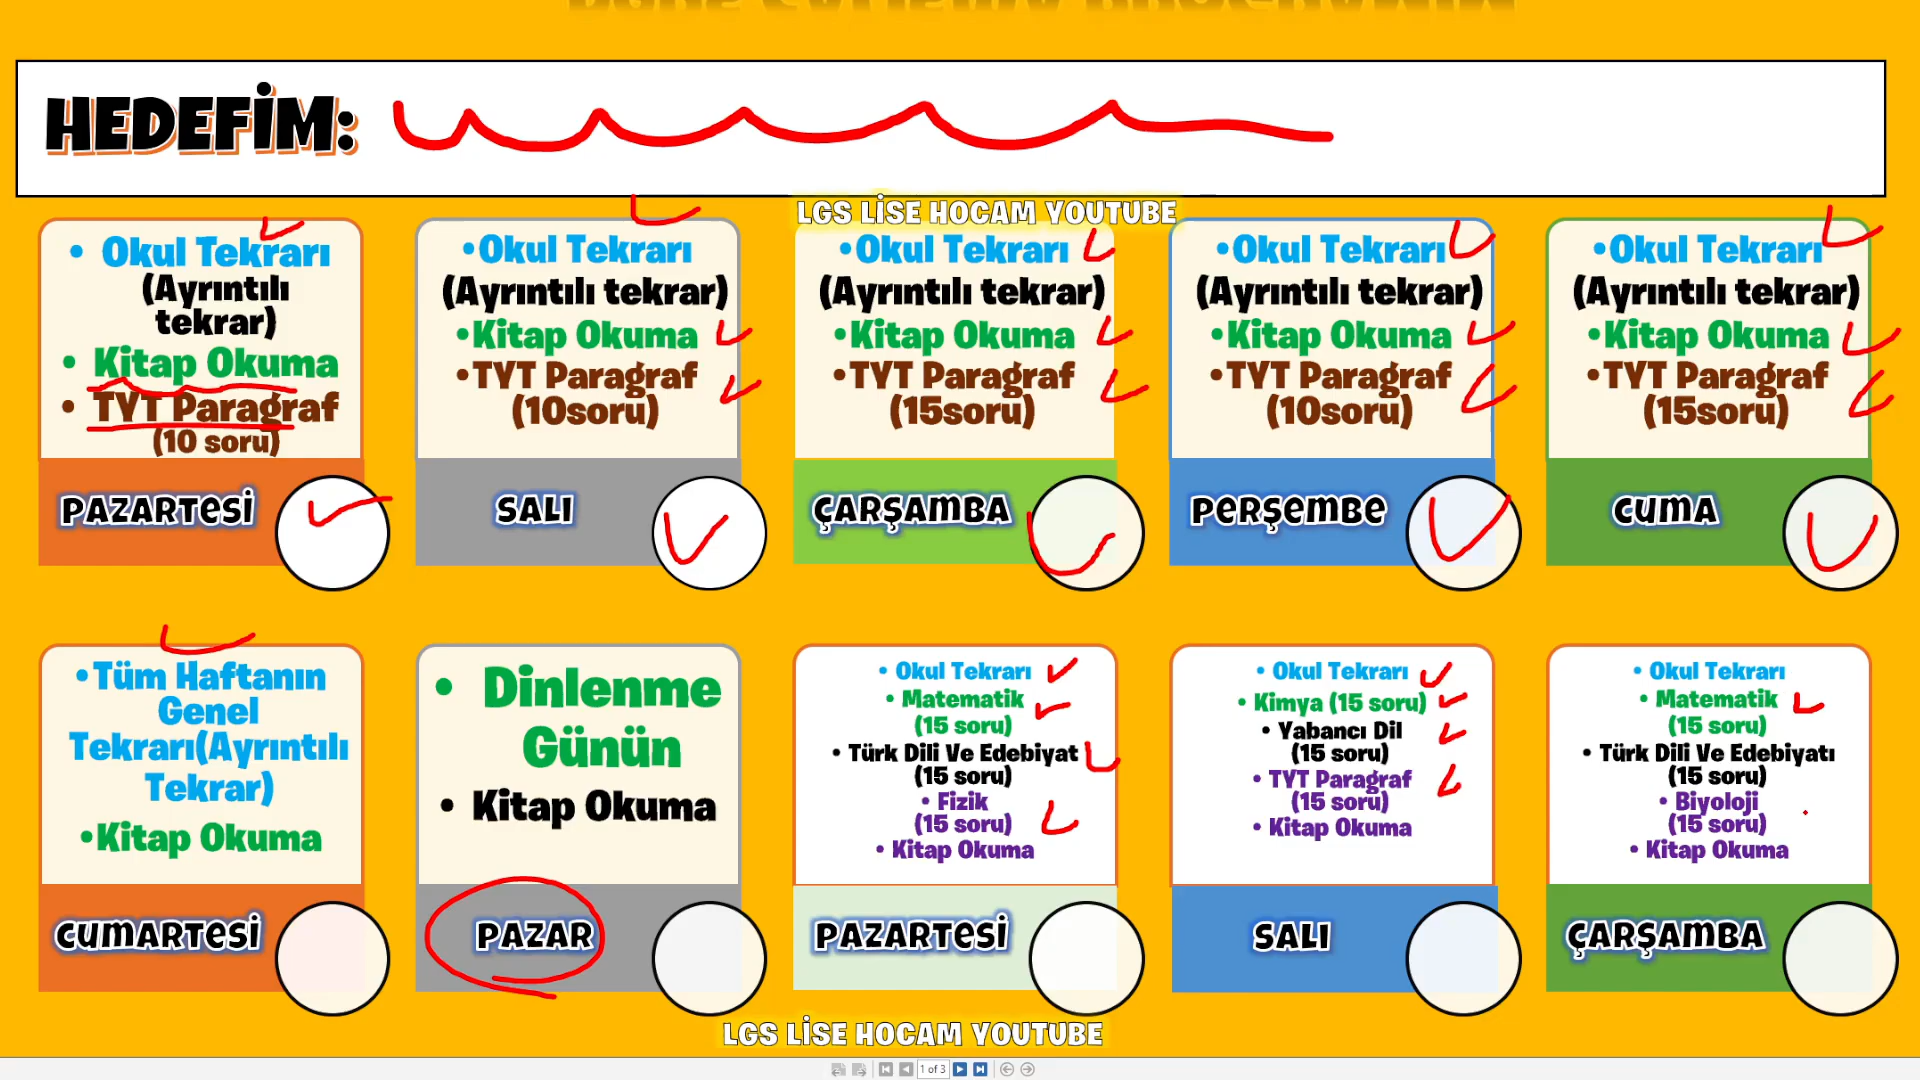 HEDEFİM:
LGS LİSE HOCAM YOUTUBE
• Okul Tekrarı
(Ayrıntılı
tekrar)
• Kitap Okuma
• TYT Paragraf
(10 soru)
PAZARTESİ
•Okul Tekrarı
(Ayrıntılı tekrar)
•Kitap Okuma
•TYT Paragraf
(10soru)
SALI
•Okul Tekrarı
(Ayrıntılı tekrar)
•Kitap Okuma
•TYT Paragraf
(15soru)
ÇARŞAMBA
•Okul Tekrarı
(Ayrıntılı tekrar)
•Kitap Okuma
•TYT Paragraf
(10soru)
PERŞEMBE
•Okul Tekrarı
(Ayrıntılı tekrar)
•Kitap Okuma
•TYT Paragraf
(15soru)
CUMA
•Tüm Haftanın
Genel
Tekrarı(Ayrıntılı
Tekrar)
•Kitap Okuma
CUMARTESİ
• Dinlenme
Günün
• Kitap Okuma
PAZAR
• Okul Tekrarı
• Matematik
(15 soru)
• Türk Dili Ve Edebiyat
(15 soru)
• Fizik
(15 soru)
• Kitap Okuma
PAZARTESİ
• Okul Tekrarı
• Kimya (15 soru)
• Yabancı Dil
(15 soru)
• TYT Paragraf
(15 soru)
• Kitap Okuma
SALI
• Okul Tekrarı
• Matematik
(15 soru)
• Türk Dili Ve Edebiyatı
(15 soru)
• Biyoloji
(15 soru)
• Kitap Okuma
ÇARŞAMBA
LGS LİSE HOCAM YOUTUBE
1 of 3